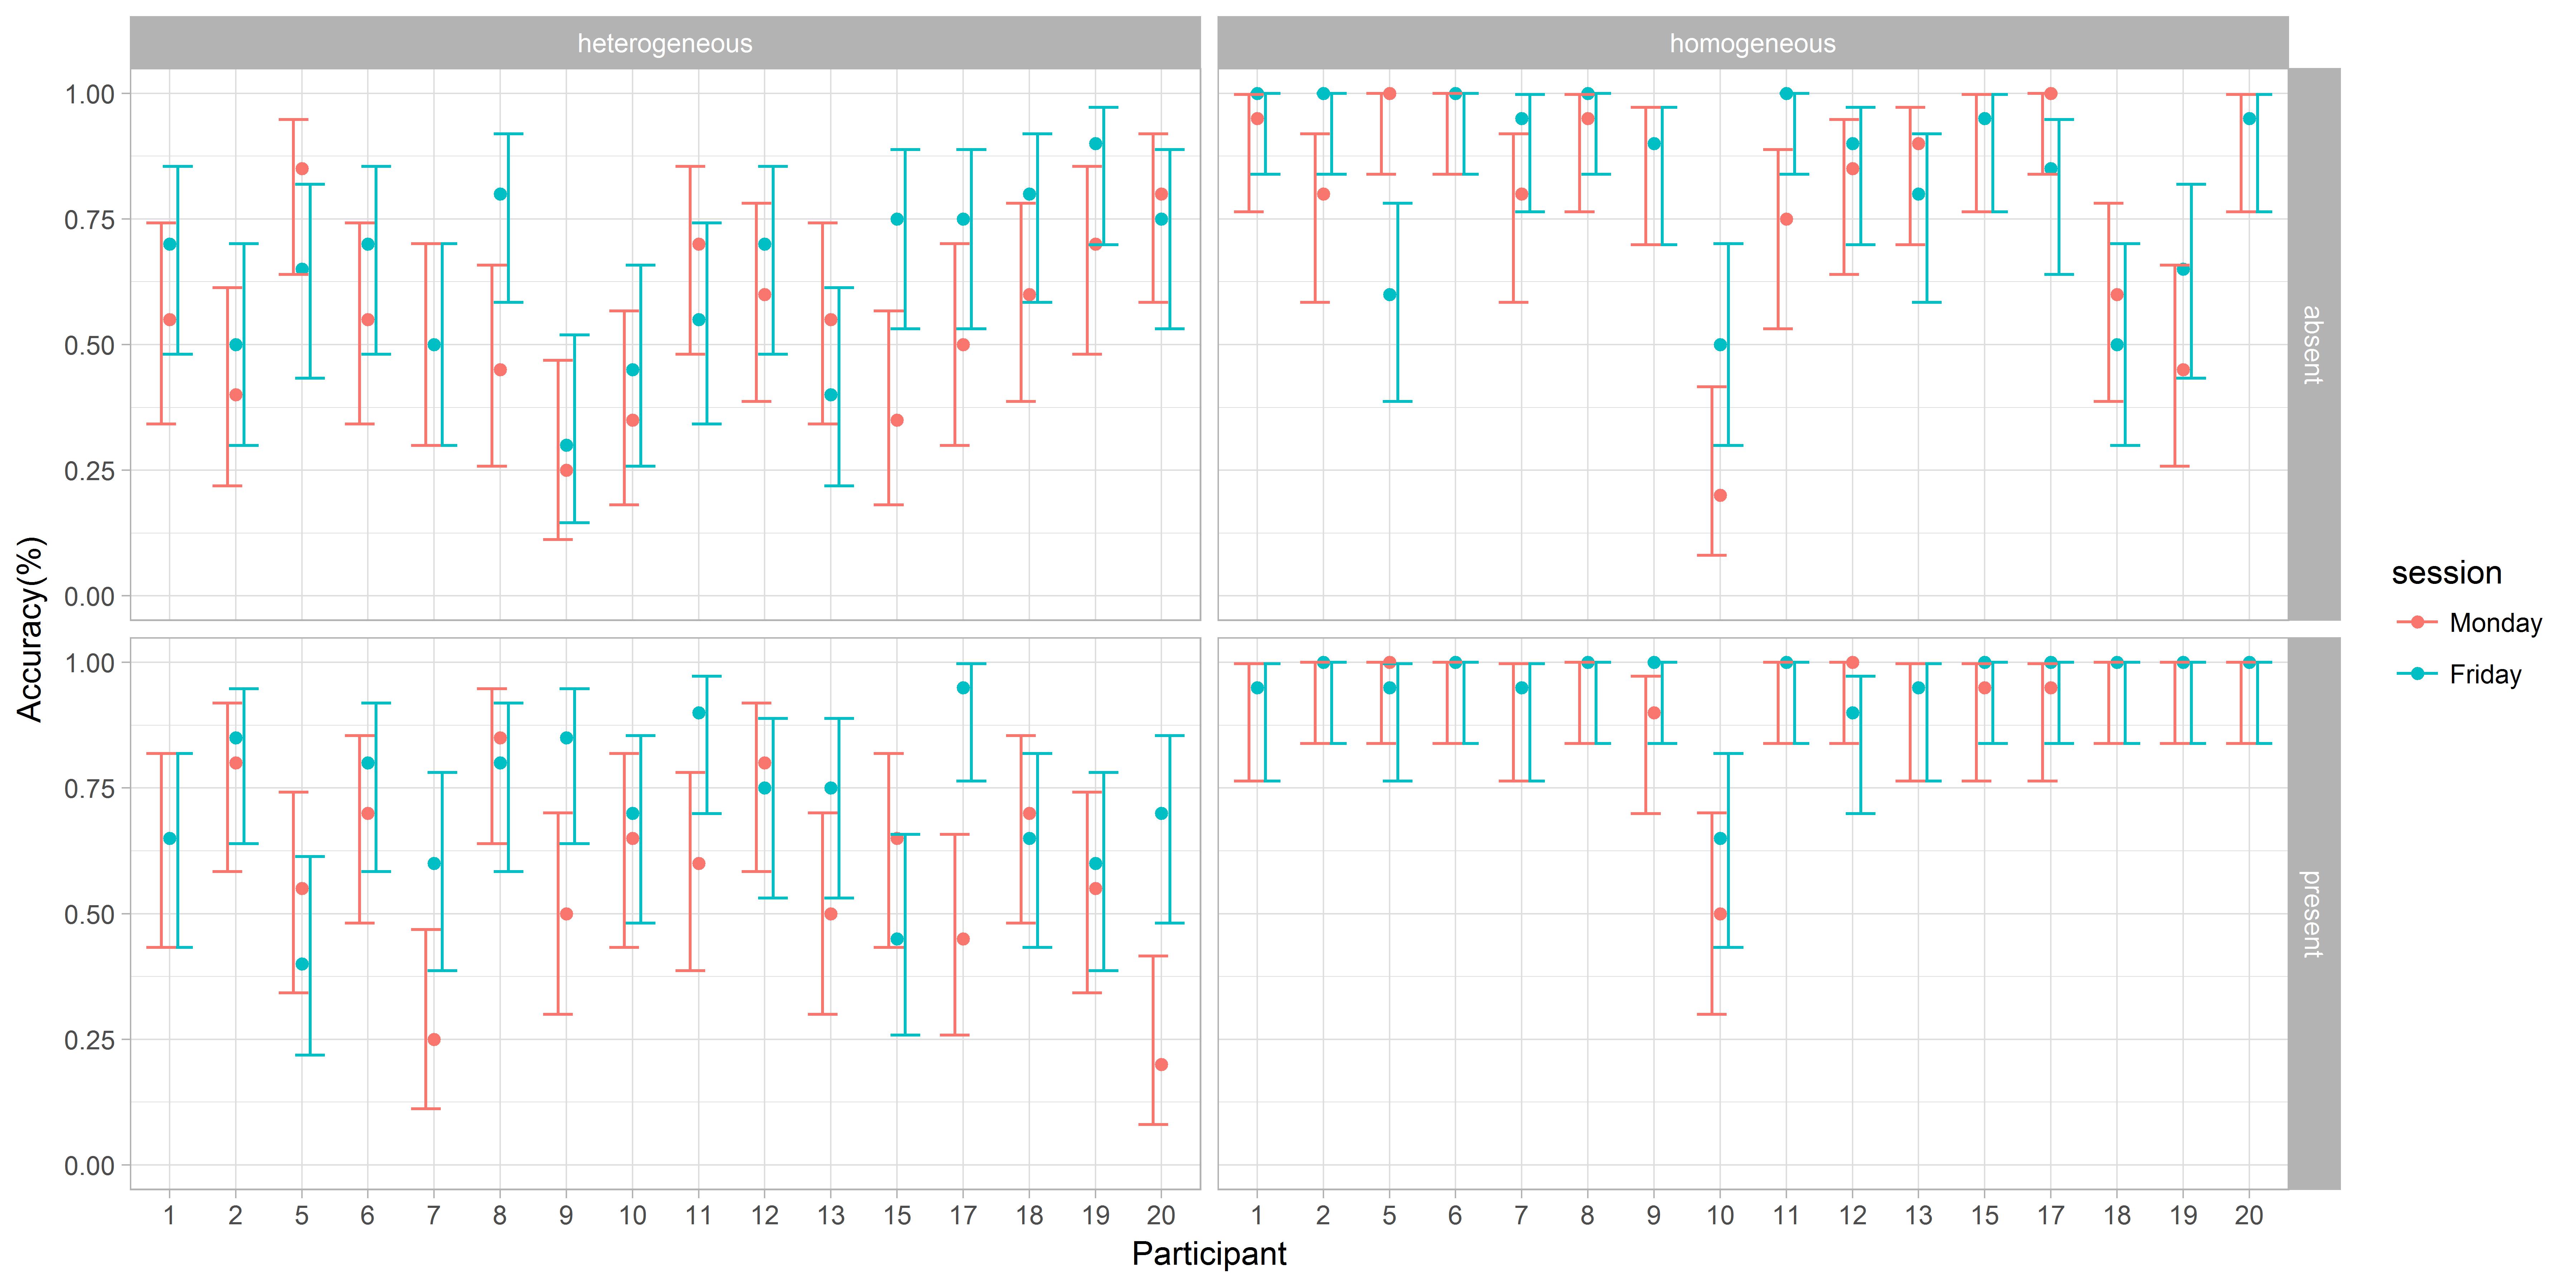 heterogeneous
homogeneous
1.00
0.75
0.50
0.25
0.00
absent
1.00
0.75
0.50
0.25
0.00
present
1 2 5 6 7 8 9 10 11 12 13 15 17 18 19 20
1 2 5 6 7 8 9 10 11 12 13 15 17 18 19 20
Participant
Accuracy(%)
session
Monday
Friday